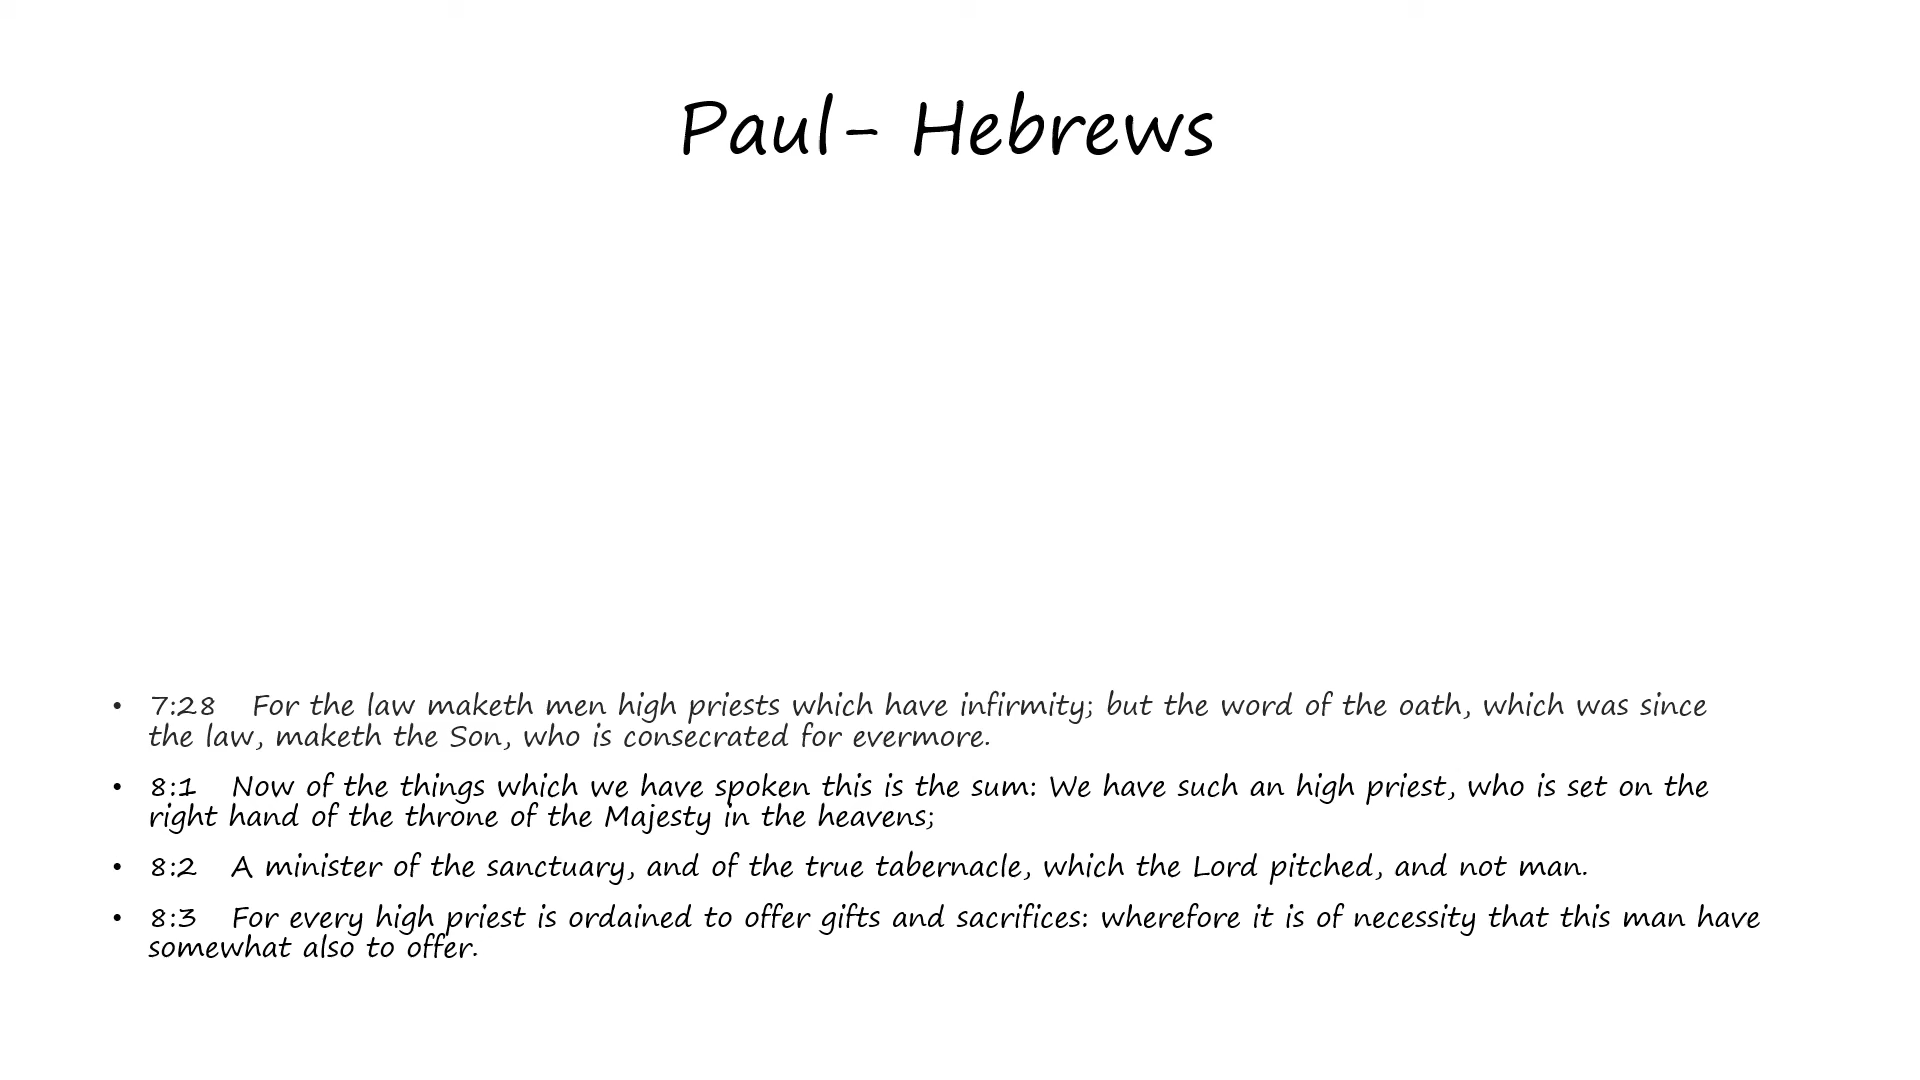 Paul- Hebrews
• 7:28 For the law maketh men high priests which have infirmity; but the word of the oath, which was since
the law, maketh the Son, who is consecrated for evermore.
• 8:1 Now of the things which we have spoken this is the sum: We have such an high priest, who is set on the
right hand of the throne of the Majesty in the heavens;
• 8:2 A minister of the sanctuary, and of the true tabernacle, which the Lord pitched, and not man.
• 8:3 For every high priest is ordained to offer gifts and sacrifices: wherefore it is of necessity that this man have
somewhat also to offer.